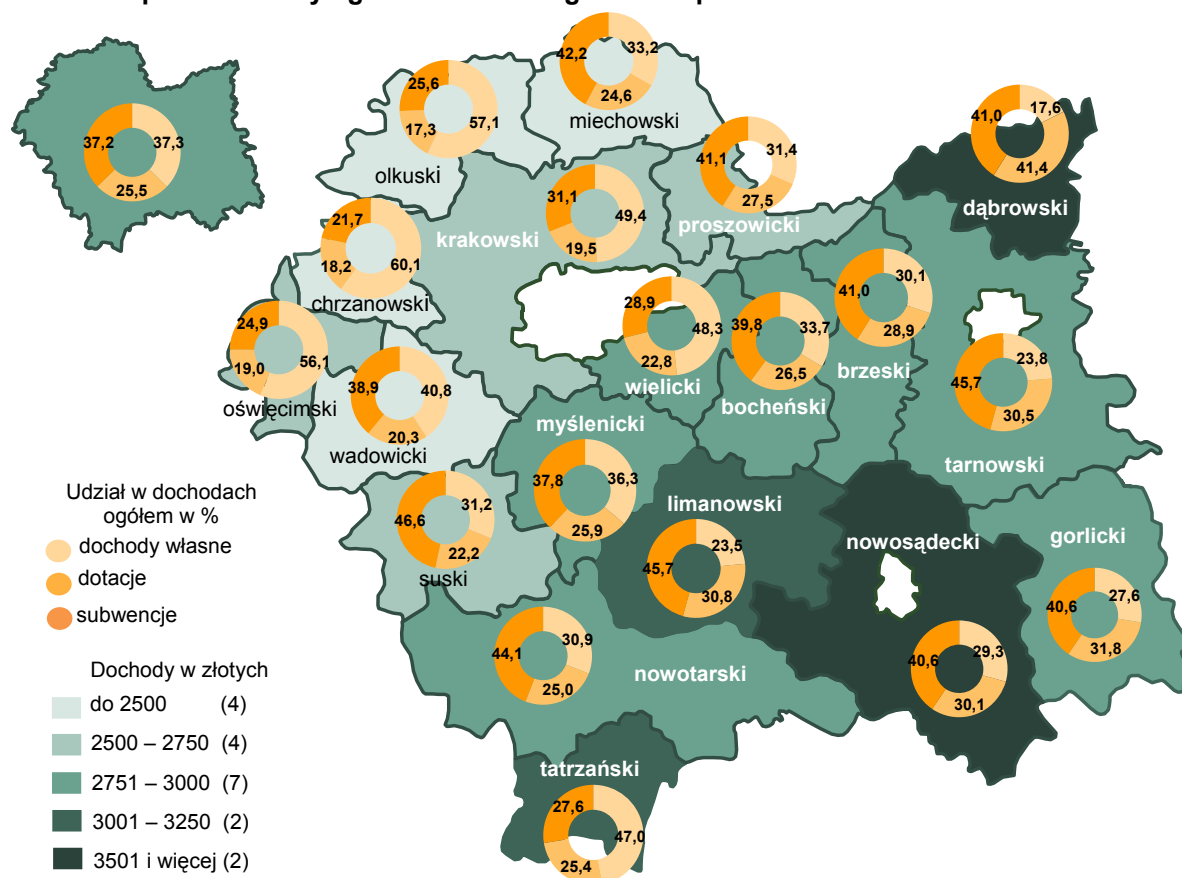 37,2 37,3
25,5
42,2 33,2
24,6
miechowski
25,6
17,3 57,1
olkuski
41,1 31,4
27,5
proszowicki
41,0 17,6
41,4
dąbrowski
31,1 49,4
19,5
krakowski
21,7
18,2 60,1
chrzanowski
24,9
19,0 56,1
oświęcimski
38,9 40,8
20,3
wadowicki
28,9 48,3
22,8
wielicki
39,8 33,7
26,5
bocheński
41,0 30,1
28,9
brzeski
45,7 23,8
30,5
tarnowski
myślenicki
37,8 36,3
25,9
46,6 31,2
22,2
suski
limanowski
45,7 23,5
30,8
nowosądecki
40,6 29,3
30,1
gorlicki
40,6 27,6
31,8
44,1 30,9
25,0
nowotarski
tatrzański
27,6 47,0
25,4
Udział w dochodach
ogółem w %
dochody własne
dotacje
subwencje
Dochody w złotych
do 2500 (4)
2500 – 2750 (4)
2751 – 3000 (7)
3001 – 3250 (2)
3501 i więcej (2)